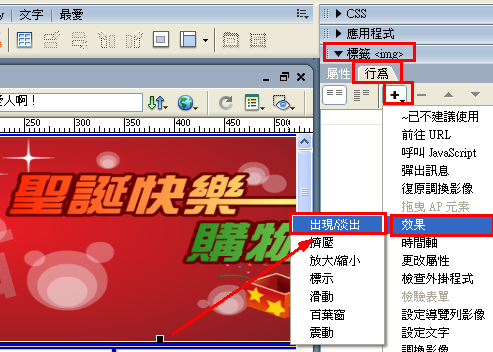 文字 最愛
CSS
應用程式
標籤 <img>
屬性 行為
人啊！
250 300 350 400 450 500
~已不建議使用
前往 URL
呼叫 JavaScript
彈出訊息
復原調換影像
拖曳 AP 元素
效果
時間軸
更改屬性
檢查外掛程式
檢驗表單
設定導覽列影像
設定文字
調換影像
出現/淡出
擠壓
放大/縮小
標示
滑動
百葉窗
震動
聖誕快樂
購物